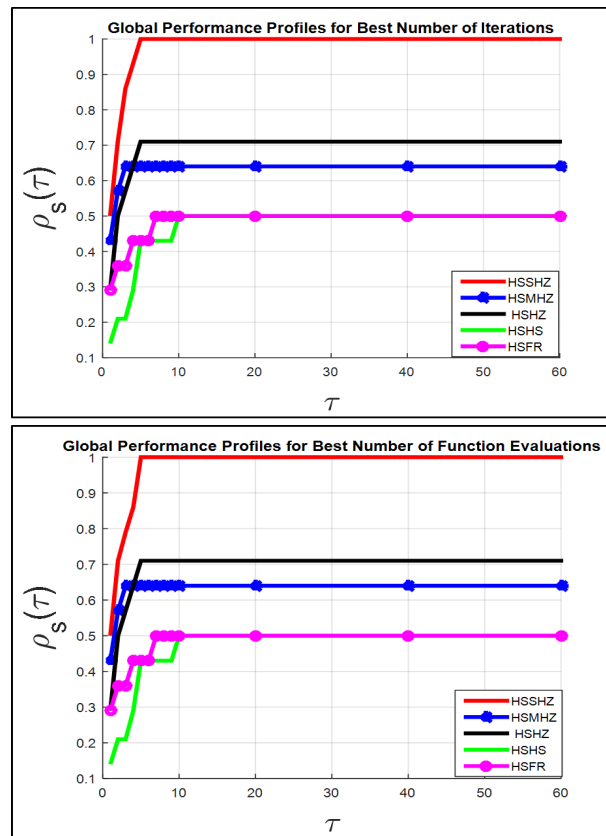 Global Performance Profiles for Best Number of Iterations
1
0.9
0.8
0.7
0.6
0.5
0.4
0.3
0.2
0.1
ρS(τ)
0 10 20 30 40 50 60
τ
HSSHZ
HSMHZ
HSHZ
HSHS
HSFR
Global Performance Profiles for Best Number of Function Evaluations
1
0.9
0.8
0.7
0.6
0.5
0.4
0.3
0.2
0.1
ρS(τ)
0 10 20 30 40 50 60
τ
HSSHZ
HSMHZ
HSHZ
HSHS
HSFR